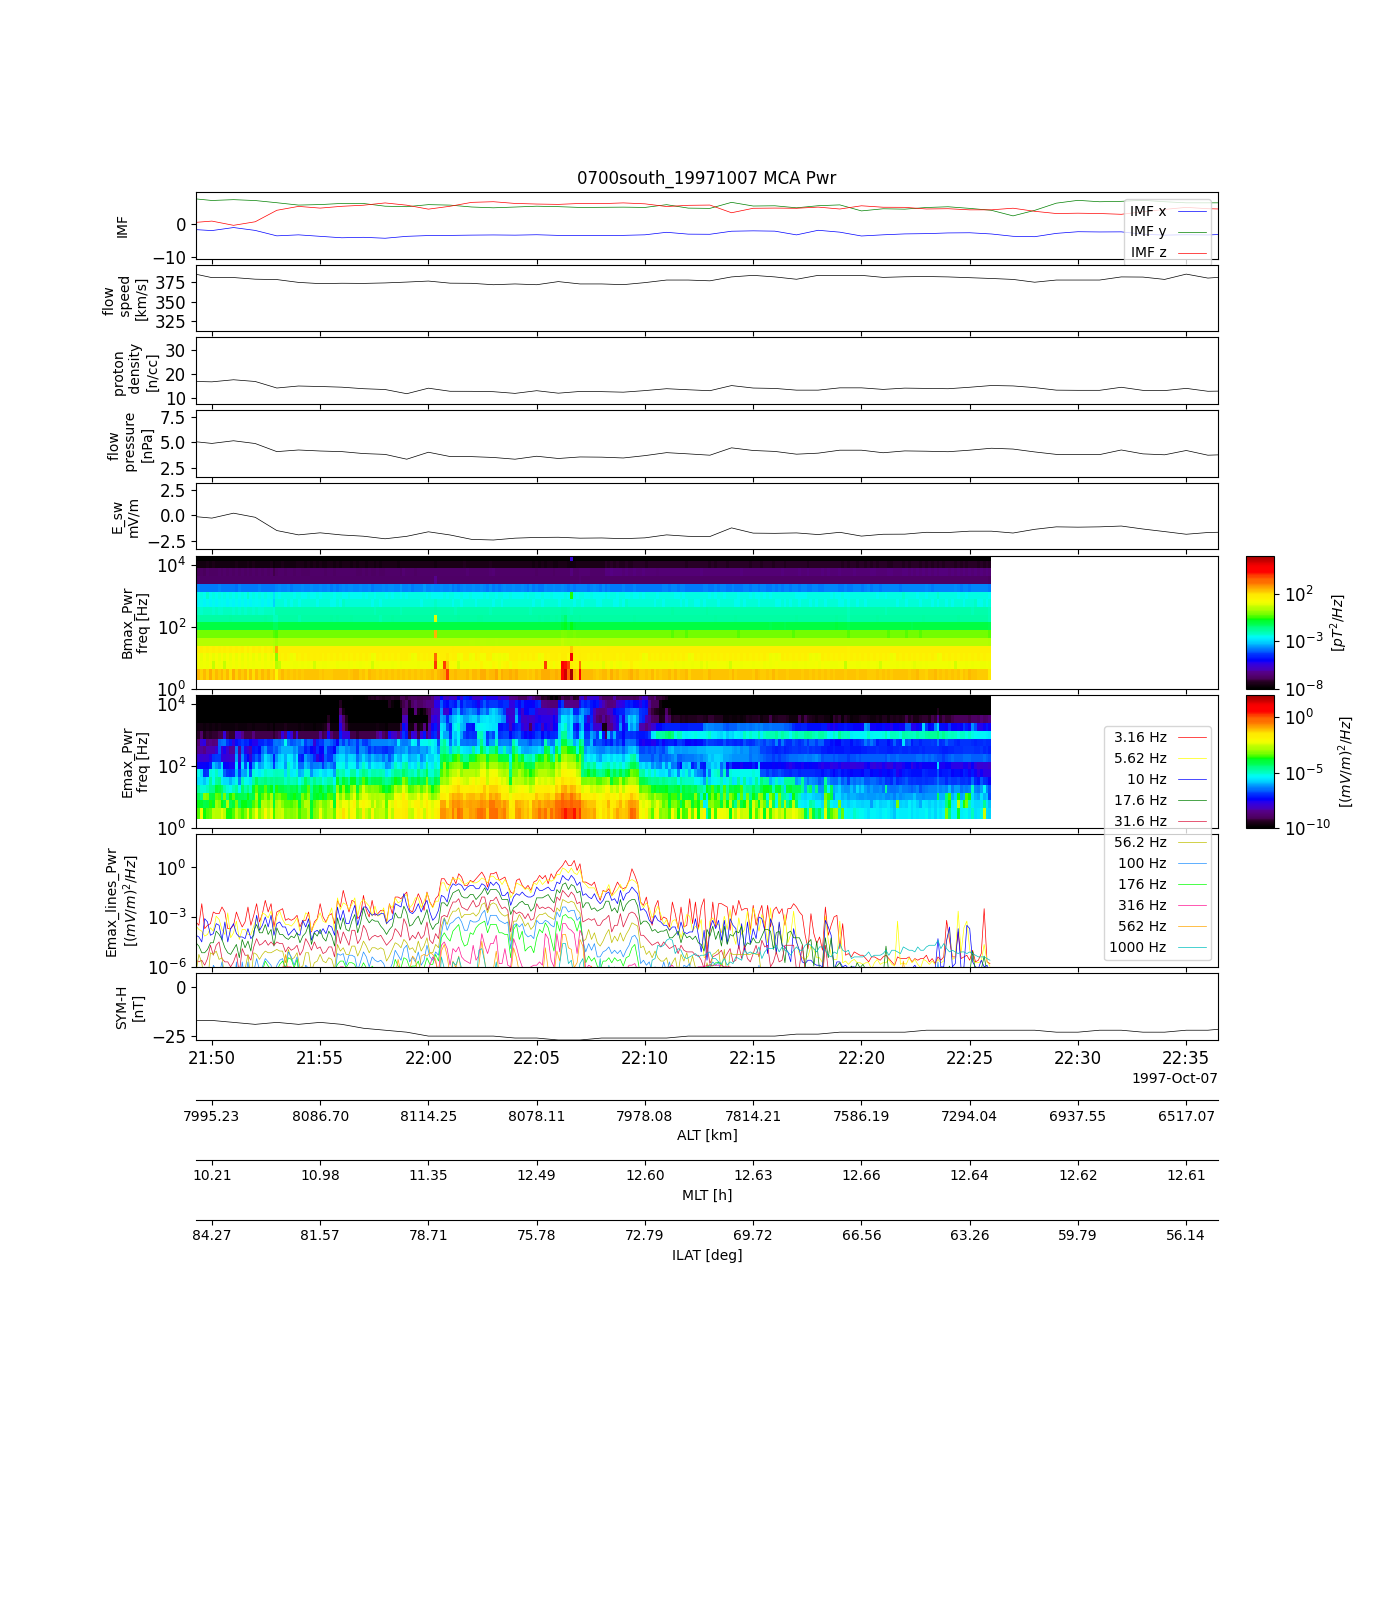 0700south_19971007 MCA Pwr
IMF
0
−10
IMF x
IMF y
IMF z
flow
speed
[km/s]
375
350
325
proton
density
[n/cc]
30
20
10
flow
pressure
[nPa]
7.5
5.0
2.5
E_sw
mV/m
2.5
0.0
−2.5
Bmax_Pwr
freq [Hz]
10^4
10^2
10^0
10^2
10^−3
10^−8
[pT^2/Hz]
Emax_Pwr
freq [Hz]
10^4
10^2
10^0
10^0
10^−5
10^−10
[(mV/m)^2/Hz]
3.16 Hz
5.62 Hz
10 Hz
17.6 Hz
31.6 Hz
56.2 Hz
100 Hz
176 Hz
316 Hz
562 Hz
1000 Hz
Emax_lines_Pwr
[(mV/m)^2/Hz]
10^0
10^−3
10^−6
SYM-H
[nT]
0
−25
21:50 21:55 22:00 22:05 22:10 22:15 22:20 22:25 22:30 22:35
1997-Oct-07
7995.23 8086.70 8114.25 8078.11 7978.08 7814.21 7586.19 7294.04 6937.55 6517.07
ALT [km]
10.21 10.98 11.35 12.49 12.60 12.63 12.66 12.64 12.62 12.61
MLT [h]
84.27 81.57 78.71 75.78 72.79 69.72 66.56 63.26 59.79 56.14
ILAT [deg]